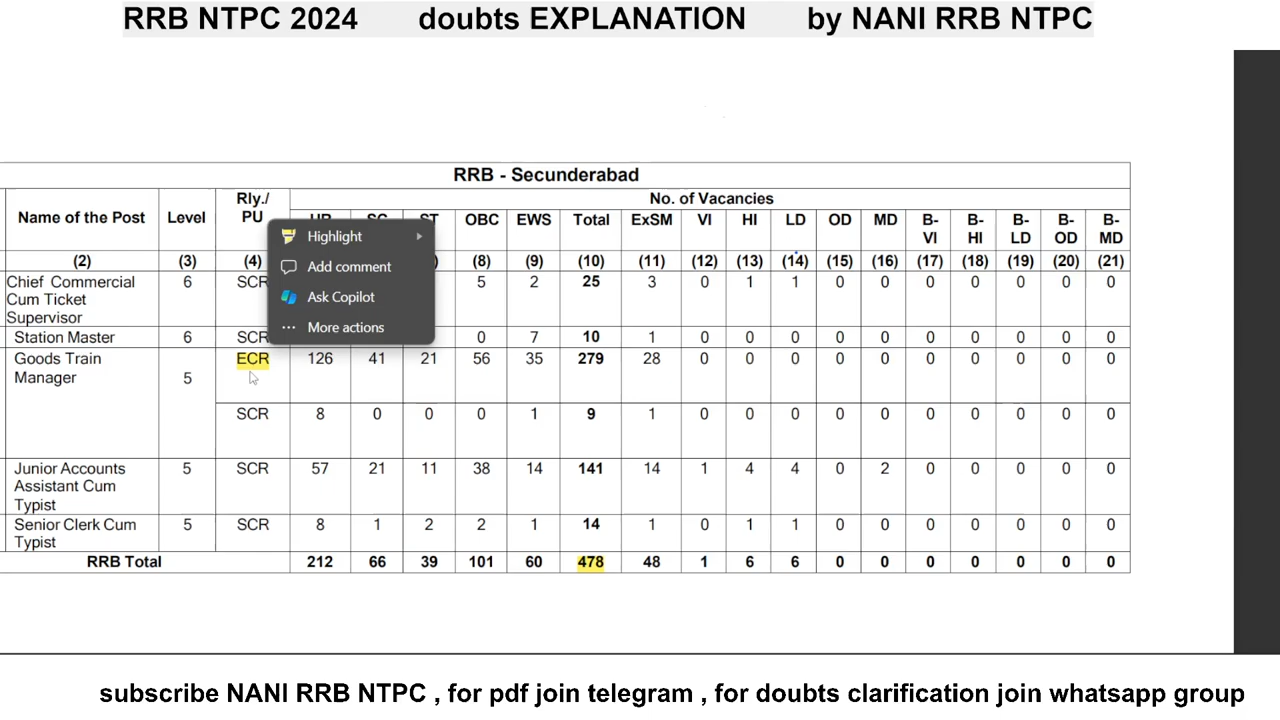 RRB NTPC 2024 doubts EXPLANATION by NANI RRB NTPC
RRB - Secunderabad
Name of the Post Level Rly./ PU No. of Vacancies
OBC EWS Total ExSM VI HI LD OD MD B-VI B-HI B-LD B-OD B-MD
(2) (3) (4) (8) (9) (10) (11) (12) (13) (14) (15) (16) (17) (18) (19) (20) (21)
Chief Commercial 6 SCR 5 2 25 3 0 1 1 0 0 0 0 0 0 0
Cum Ticket
Supervisor
Station Master 6 SCR 0 7 10 1 0 0 0 0 0 0 0 0 0 0
Goods Train ECR 126 41 21 56 35 279 28 0 0 0 0 0 0 0 0 0 0
Manager 5
SCR 8 0 0 0 1 9 1 0 0 0 0 0 0 0 0 0 0
Junior Accounts 5 SCR 57 21 11 38 14 141 14 1 4 4 0 2 0 0 0 0 0
Assistant Cum
Typist
Senior Clerk Cum 5 SCR 8 1 2 2 1 14 1 0 1 1 0 0 0 0 0 0 0
Typist
RRB Total 212 66 39 101 60 478 48 1 6 6 0 0 0 0 0 0 0
Highlight
Add comment
Ask Copilot
More actions
subscribe NANI RRB NTPC , for pdf join telegram , for doubts clarification join whatsapp group